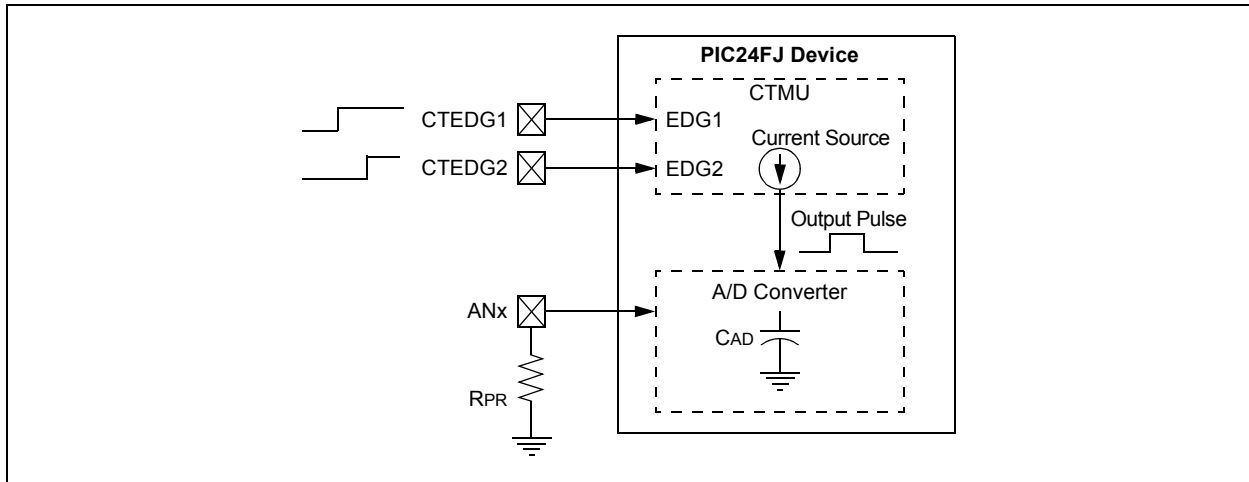 PIC24FJ Device
CTMU
CTEDG1
EDG1
Current Source
CTEDG2
EDG2
Output Pulse
A/D Converter
ANx
CAD
RPR